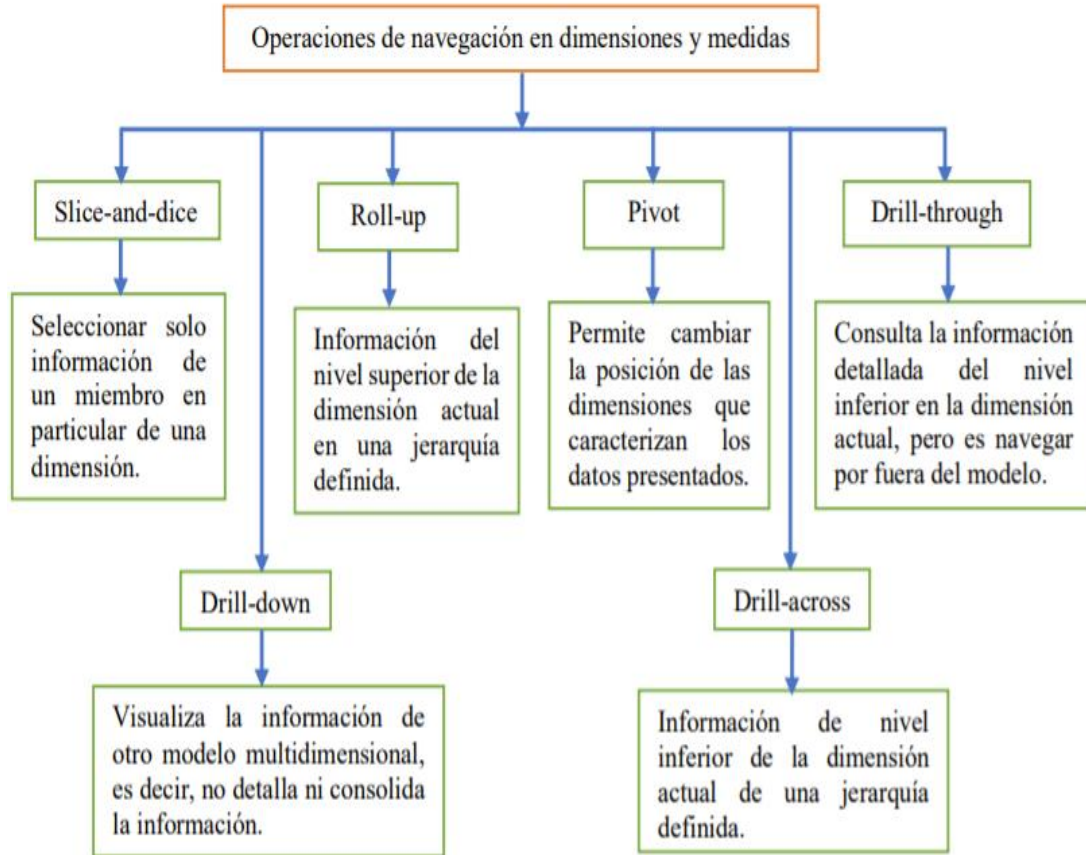 Operaciones de navegación en dimensiones y medidas
Slice-and-dice
Seleccionar solo
información de
un miembro en
particular de una
dimensión.
Roll-up
Información del
nivel superior de la
dimensión actual
en una jerarquía
definida.
Pivot
Permite cambiar
la posición de las
dimensiones que
caracterizan los
datos presentados.
Drill-through
Consulta la información
detallada del nivel
inferior en la dimensión
actual, pero es navegar
por fuera del modelo.
Drill-down
Visualiza la información de
otro modelo multidimensional,
es decir, no detalla ni consolida
la información.
Drill-across
Información de nivel
inferior de la dimensión
actual de una jerarquía
definida.